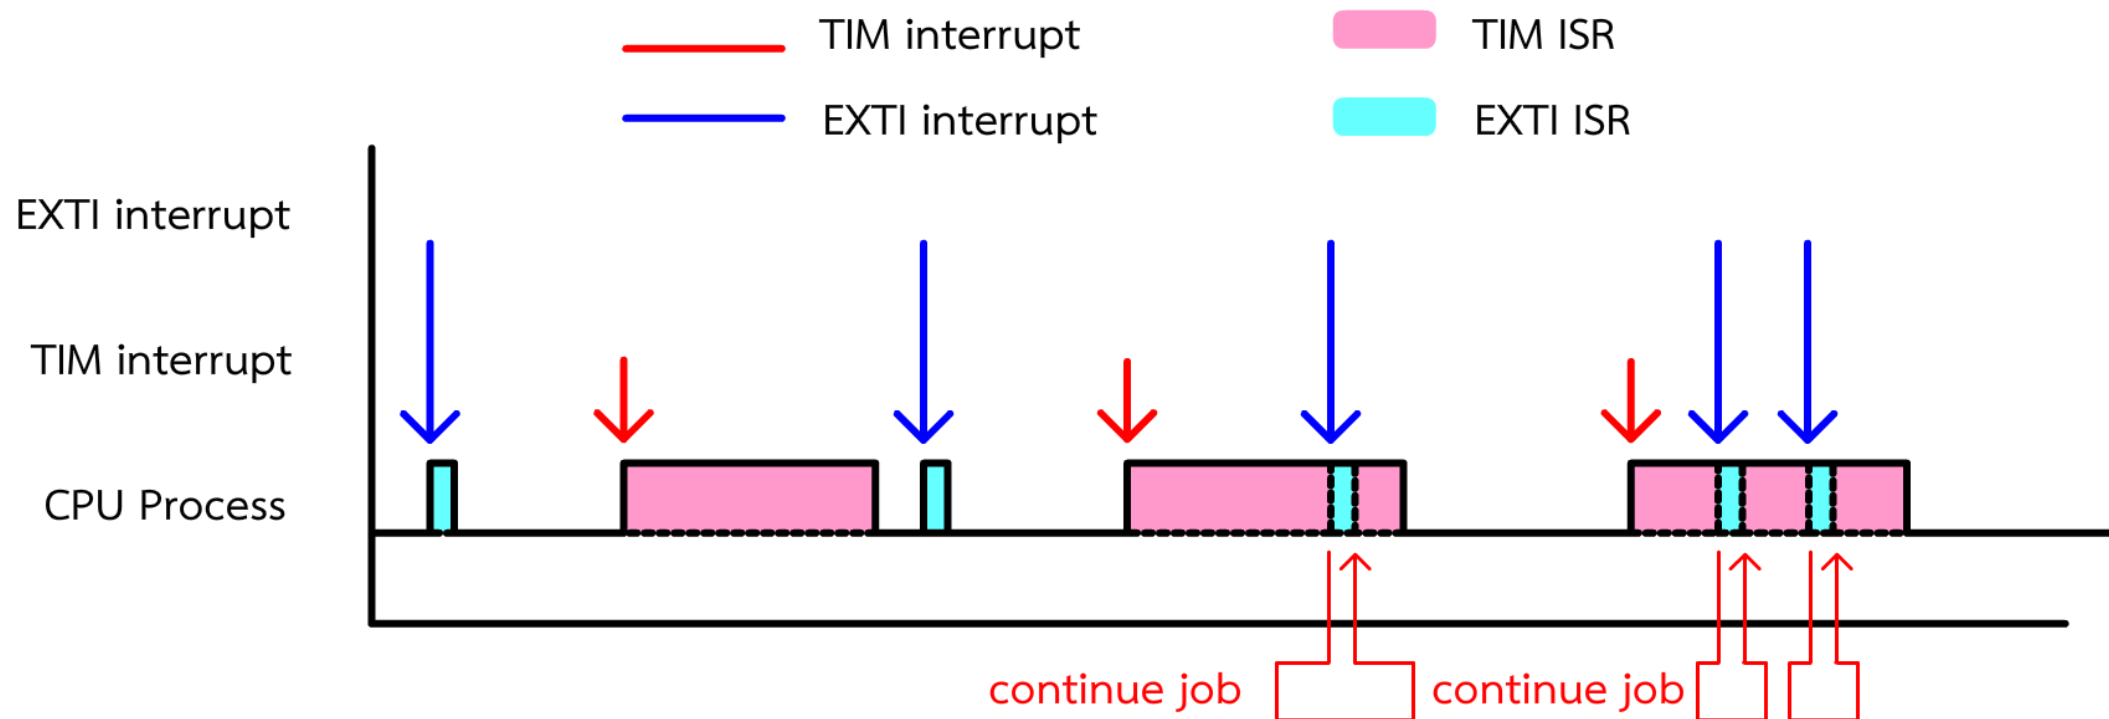 TIM interrupt
TIM ISR
EXTI interrupt
EXTI ISR
EXTI interrupt
TIM interrupt
CPU Process
continue job
continue job